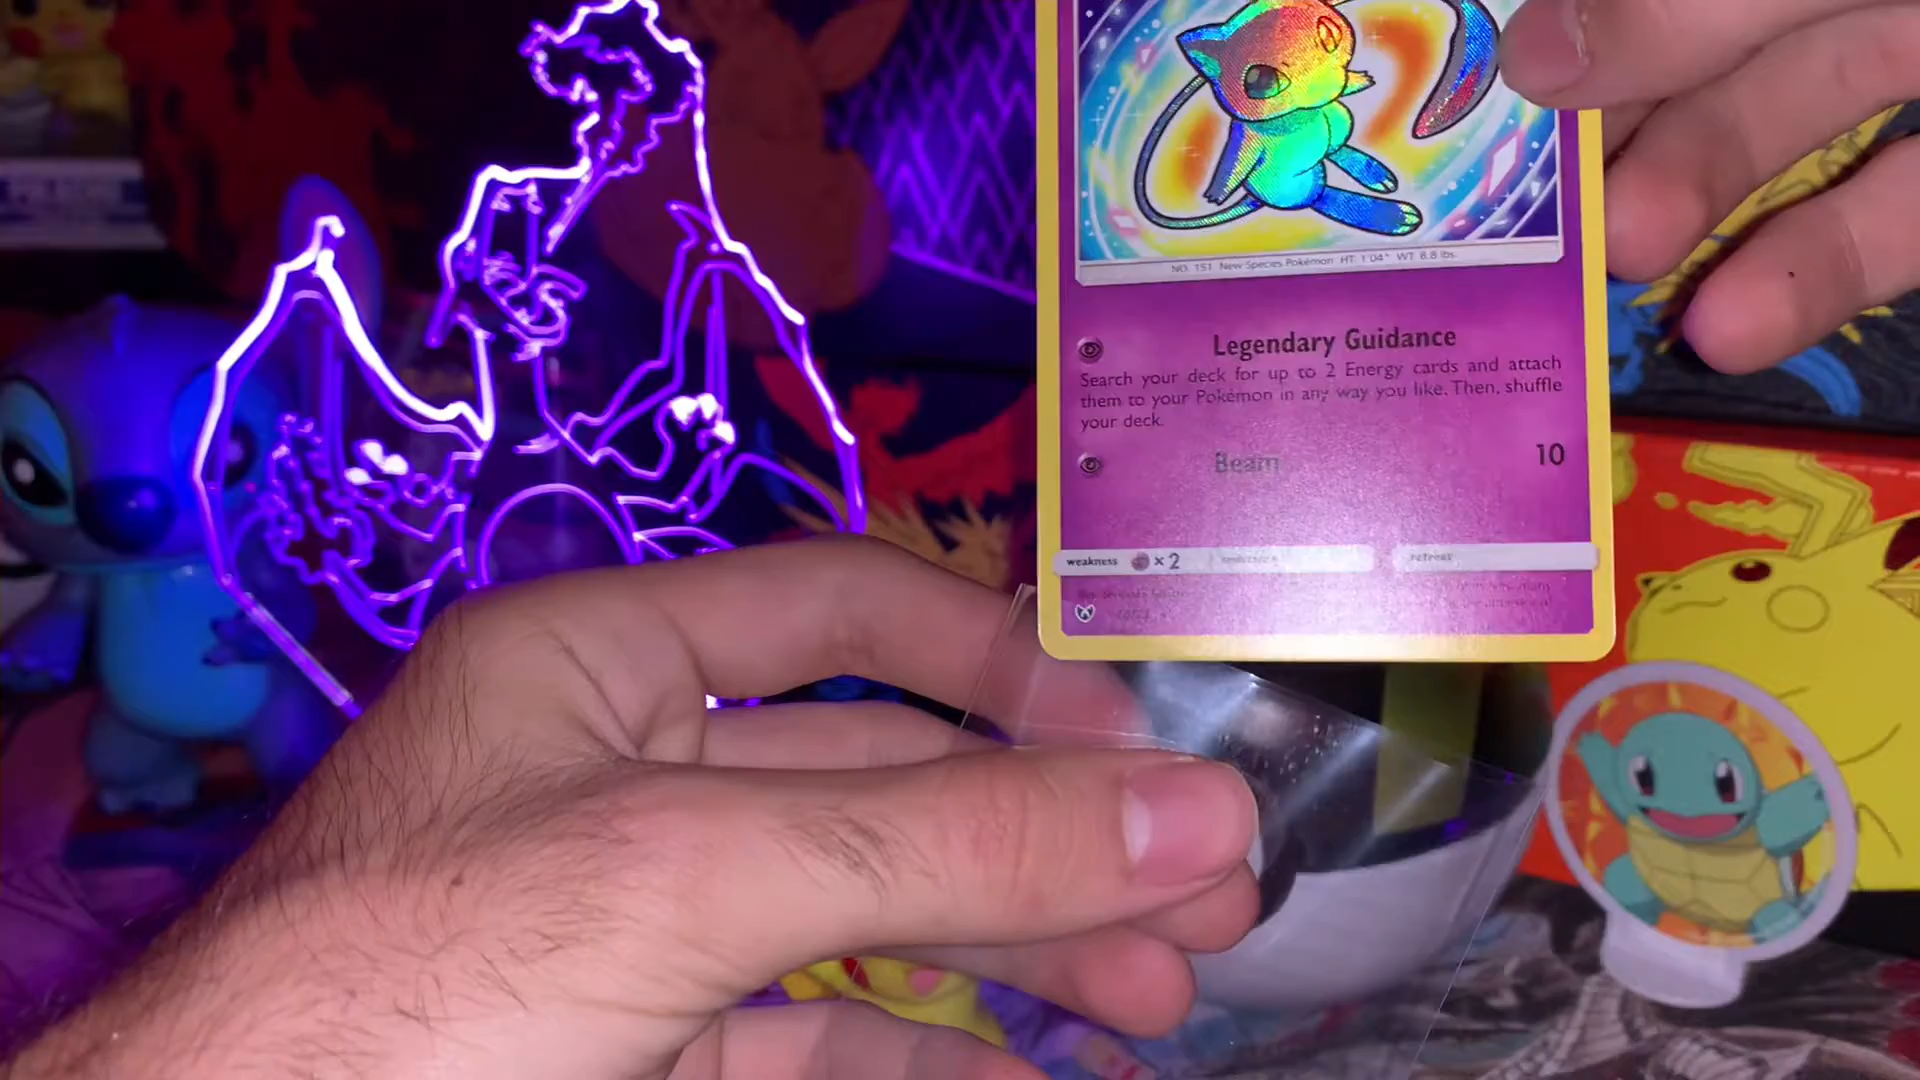 NO. 151 New Species Pokémon HT: 1'04" WT: 8.8 lbs.
Legendary Guidance
Search your deck for up to 2 Energy cards and attach
them to your Pokémon in any way you like. Then, shuffle
your deck.
Beam 10
weakness ×2 resistance retreat